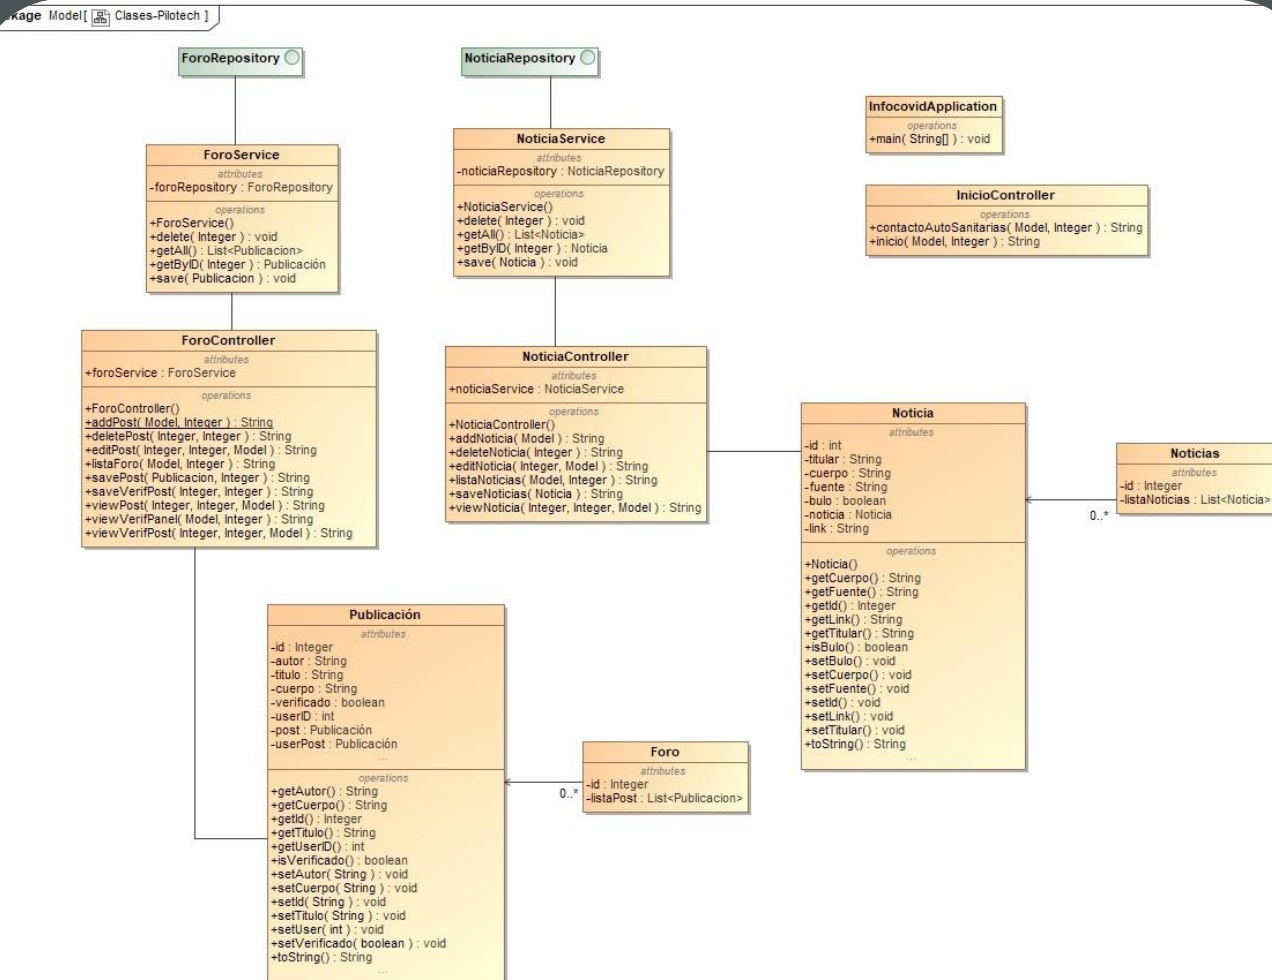 kage Model[ Clases-Pilotech ]
ForoRepository
NoticiaRepository
InfocovidApplication
operations
+main( String[] ) : void
InicioController
operations
+contactoAutoSanitarias( Model, Integer ) : String
+inicio( Model, Integer ) : String
ForoService
attributes
-foroRepository : ForoRepository
operations
+ForoService()
+delete( Integer ) : void
+getAll() : List<Publicacion>
+getByID( Integer ) : Publicación
+save( Publicacion ) : void
NoticiaService
attributes
-noticiaRepository : NoticiaRepository
operations
+NoticiaService()
+delete( Integer ) : void
+getAll() : List<Noticia>
+getByID( Integer ) : Noticia
+save( Noticia ) : void
ForoController
attributes
+foroService : ForoService
operations
+ForoController()
+addPost( Model, Integer ) : String
+deletePost( Integer, Integer ) : String
+editPost( Integer, Integer, Model ) : String
+listaForo( Model, Integer ) : String
+savePost( Publicacion, Integer ) : String
+saveVerifPost( Integer, Integer ) : String
+viewPost( Integer, Integer, Model ) : String
+viewVerifPanel( Model, Integer ) : String
+viewVerifPost( Integer, Integer, Model ) : String
NoticiaController
attributes
+noticiaService : NoticiaService
operations
+NoticiaController()
+addNoticia( Model ) : String
+deleteNoticia( Integer ) : String
+editNoticia( Integer, Model ) : String
+listaNoticias( Model, Integer ) : String
+saveNoticias( Noticia ) : String
+viewNoticia( Integer, Integer, Model ) : String
Noticia
attributes
-id : int
-titular : String
-cuerpo : String
-fuente : String
-bulo : boolean
-noticia : Noticia
-link : String
operations
+Noticia()
+getCuerpo() : String
+getFuente() : String
+getId() : Integer
+getLink() : String
+getTitular() : String
+isBulo() : boolean
+setBulo() : void
+setCuerpo() : void
+setFuente() : void
+setId() : void
+setLink() : void
+setTitular() : void
+toString() : String
...
Noticias
attributes
-id : Integer
-listaNoticias : List<Noticia>
0..*
Publicación
attributes
-id : Integer
-autor : String
-titulo : String
-cuerpo : String
-verificado : boolean
-userID : int
-post : Publicación
-userPost : Publicación
...
operations
+getAutor() : String
+getCuerpo() : String
+getId() : Integer
+getTitulo() : String
+getUserID() : int
+isVerificado() : boolean
+setAutor( String ) : void
+setCuerpo( String ) : void
+setId( String ) : void
+setTitulo( String ) : void
+setUser( int ) : void
+setVerificado( boolean ) : void
+toString() : String
...
Foro
attributes
-id : Integer
-listaPost : List<Publicacion>
0..*